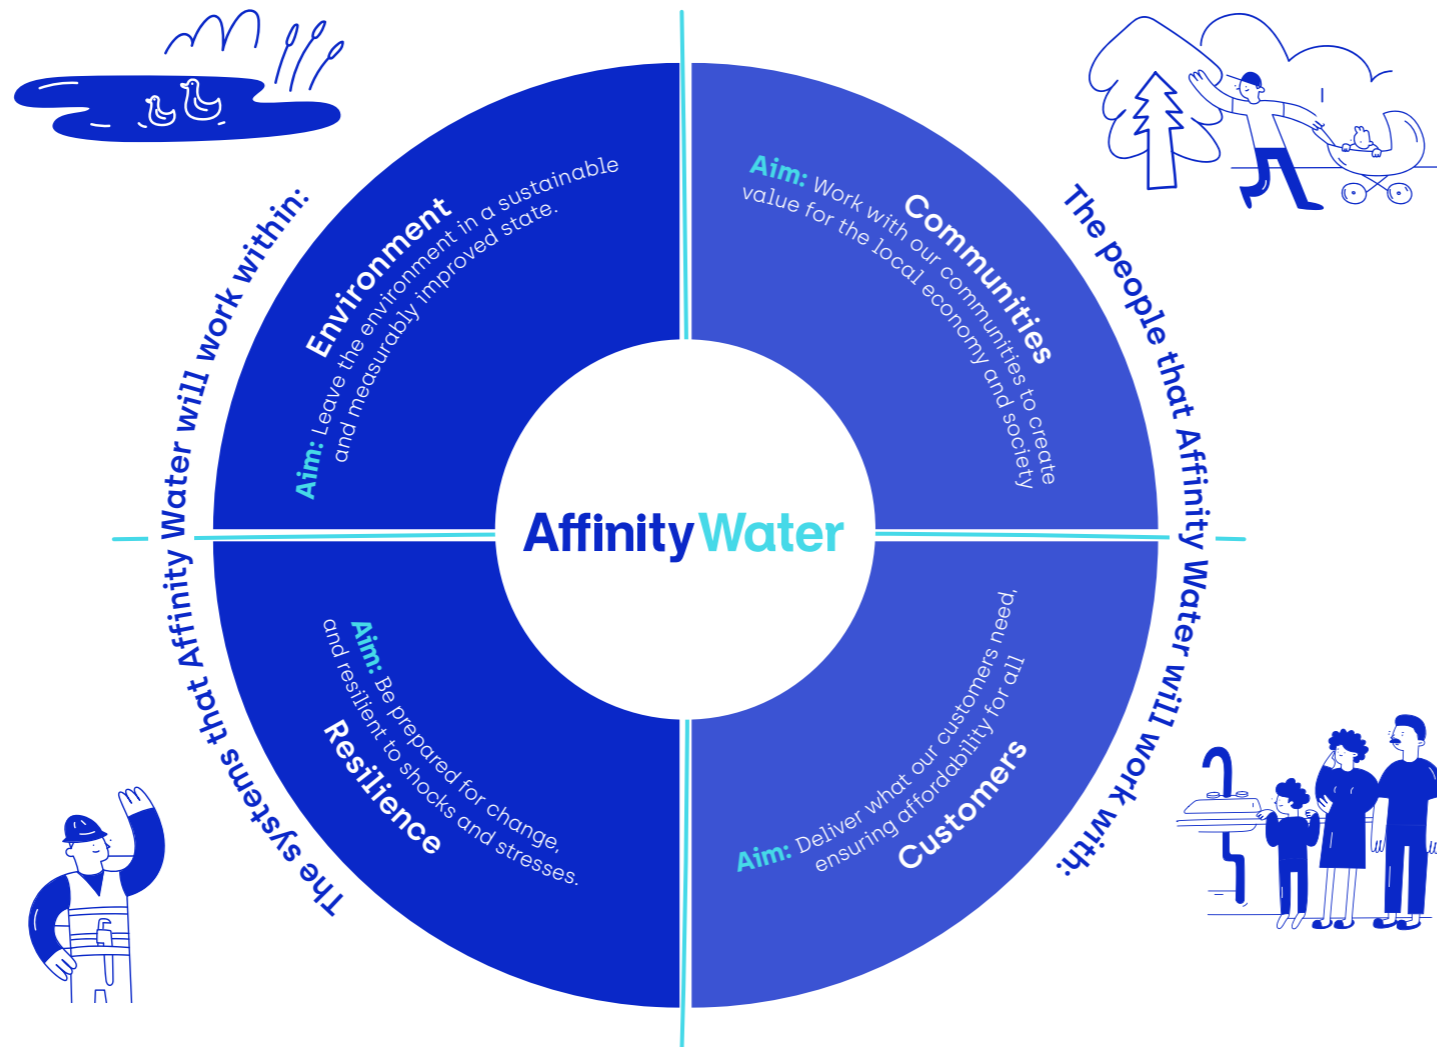 The systems that Affinity Water will work within:
Environment
Aim: Leave the environment in a sustainable
and measurably improved state.
Resilience
Aim: Be prepared for change,
and resilient to shocks and stresses.
The people that Affinity Water will work with:
Communities
Aim: Work with our communities to create
value for the local economy and society
Customers
Aim: Deliver what our customers need,
ensuring affordability for all
AffinityWater